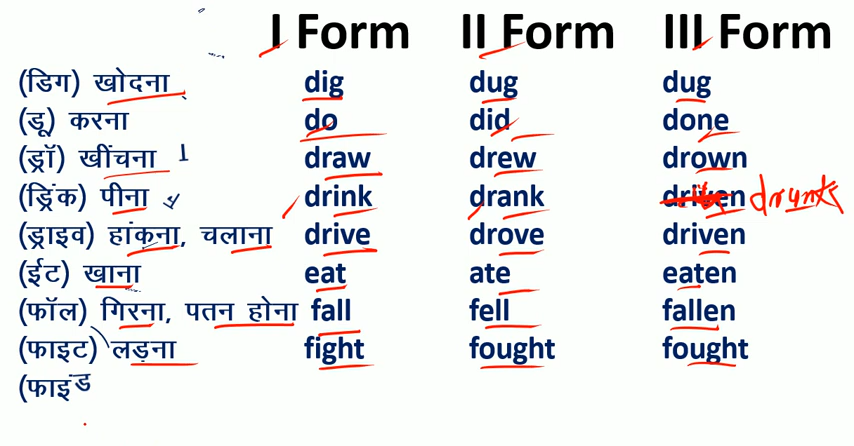 I Form II Form III Form
(डिग) खोदना dig dug dug
(डू) करना do did done
(ड्रॉ) खींचना draw drew drown
(ड्रिंक) पीना drink drank driven drunk
(ड्राइव) हांकना, चलाना drive drove driven
(ईट) खाना eat ate eaten
(फॉल) गिरना, पतन होना fall fell fallen
(फाइट) लड़ना fight fought fought
(फाइंड